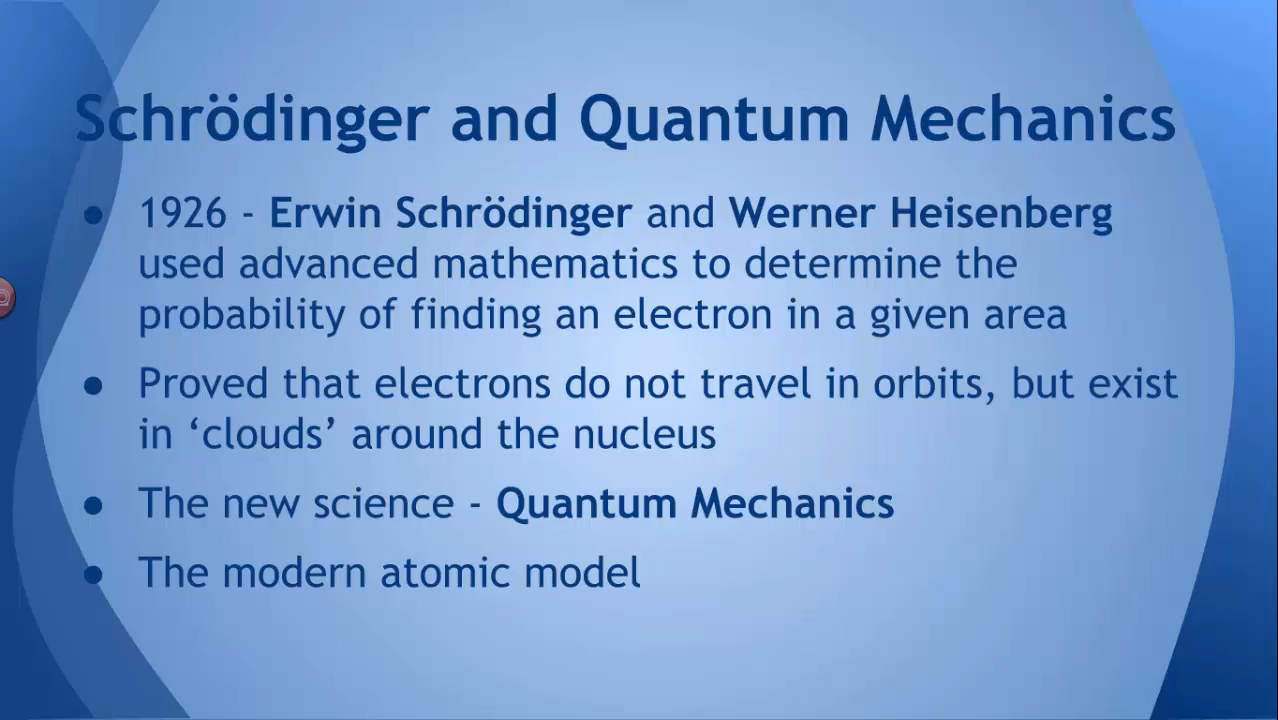 Schrödinger and Quantum Mechanics
● 1926 - Erwin Schrödinger and Werner Heisenberg
used advanced mathematics to determine the
probability of finding an electron in a given area
● Proved that electrons do not travel in orbits, but exist
in ‘clouds’ around the nucleus
● The new science - Quantum Mechanics
● The modern atomic model